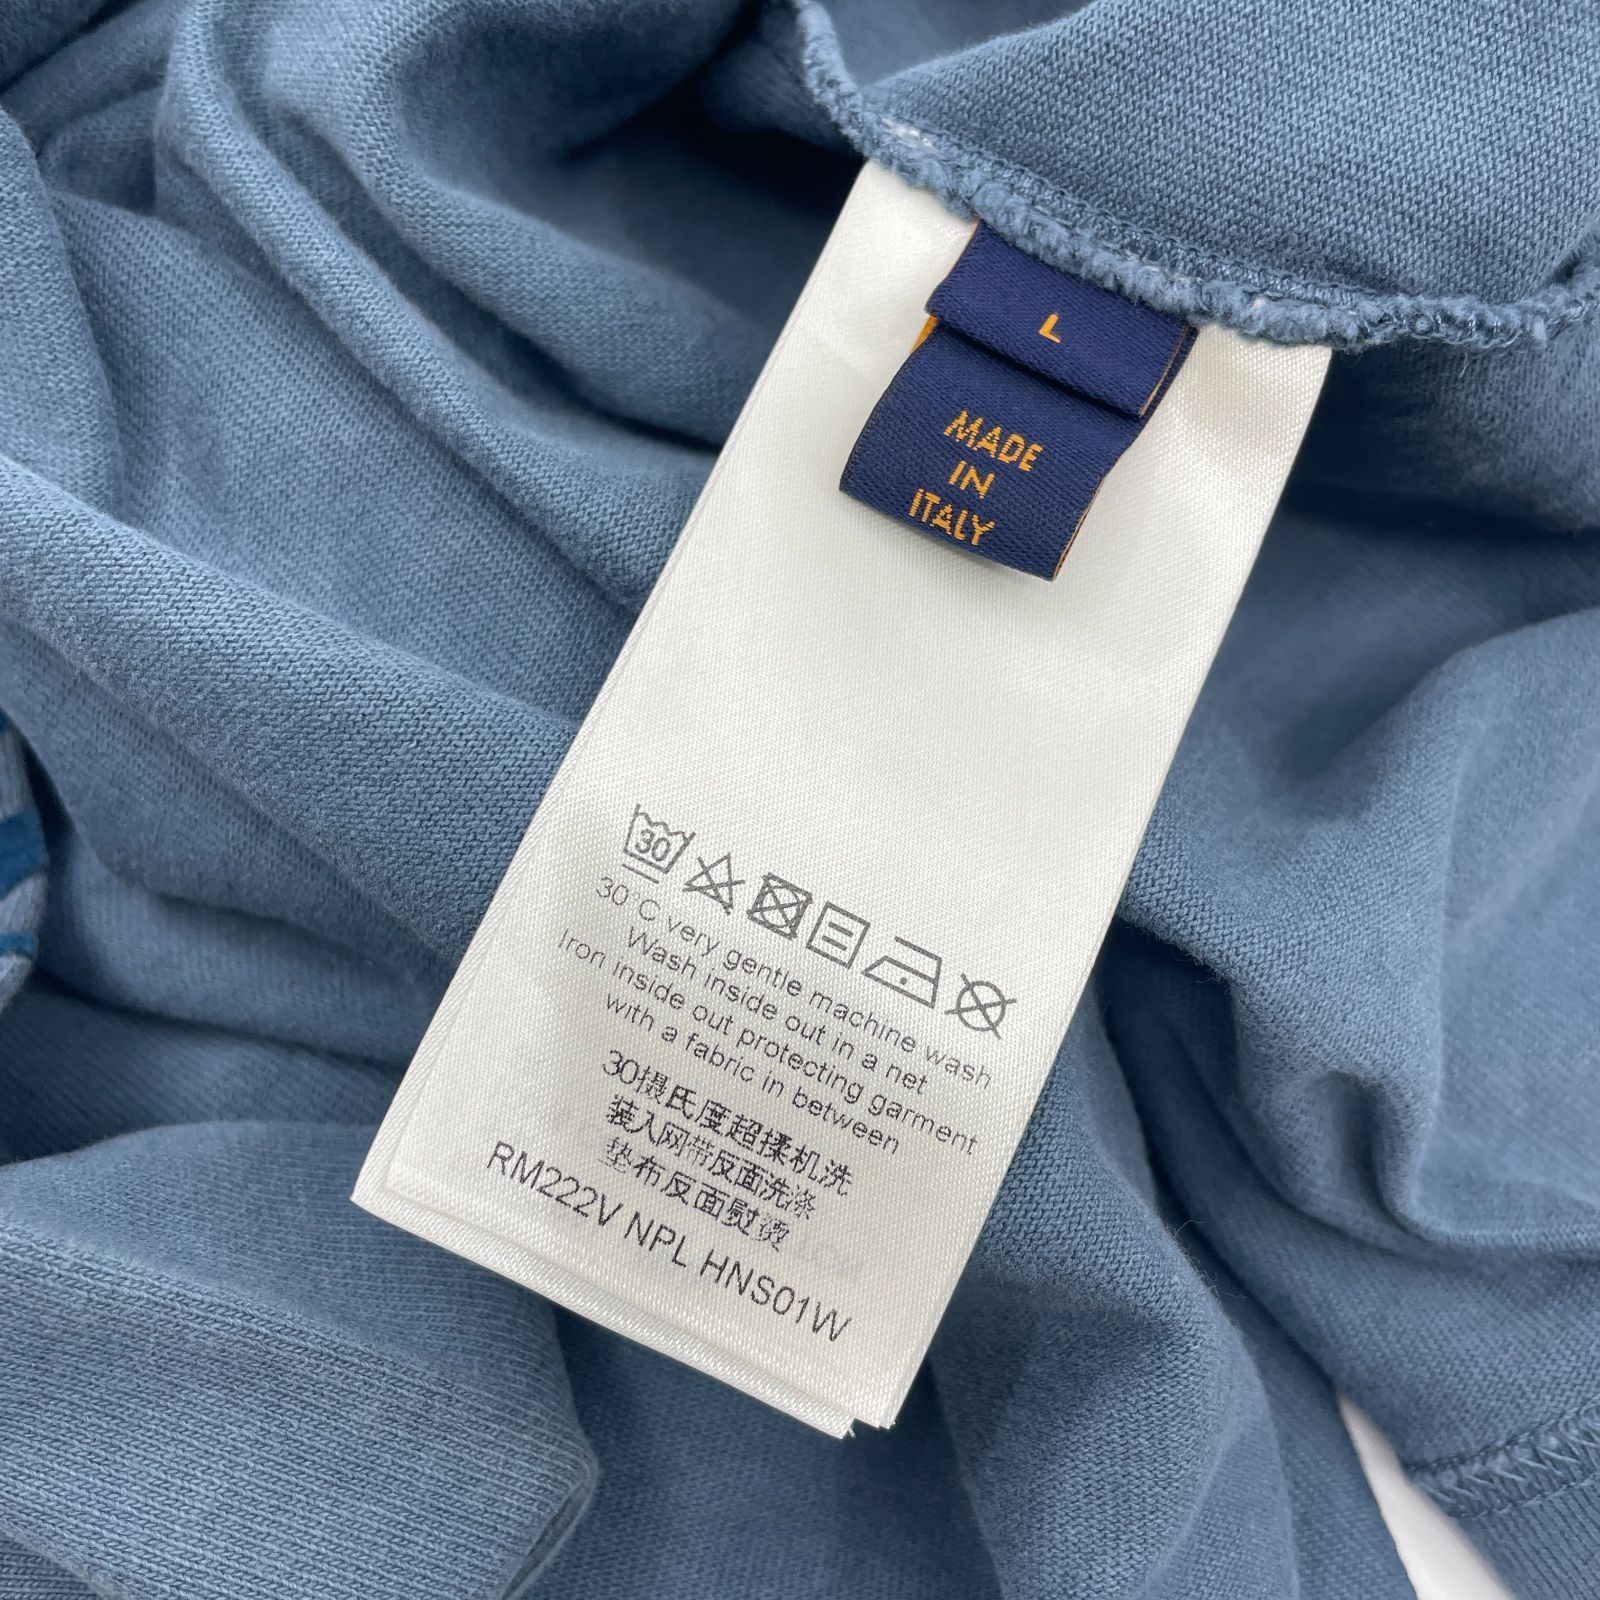 L
MADE
IN
ITALY
30
30°C very gentle machine wash
Wash inside out in a net
Iron inside out protecting garment
with a fabric in between
30摄氏度超揉机洗
装入网带反面洗涤
垫布反面熨烫
RM222V NPL HNS01W